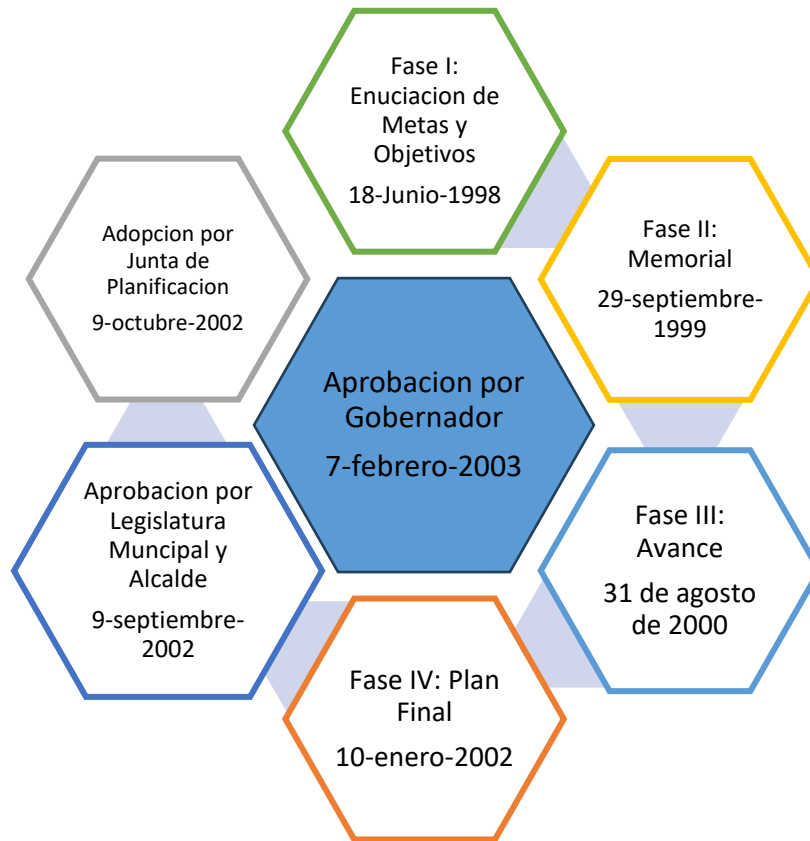 Fase I:
Enuciacion de
Metas y
Objetivos
18-Junio-1998
Fase II:
Memorial
29-septiembre-
1999
Fase III:
Avance
31 de agosto
de 2000
Fase IV: Plan
Final
10-enero-2002
Aprobacion por
Legislatura
Muncipal y
Alcalde
9-septiembre-
2002
Adopcion por
Junta de
Planificacion
9-octubre-2002
Aprobacion por
Gobernador
7-febrero-2003